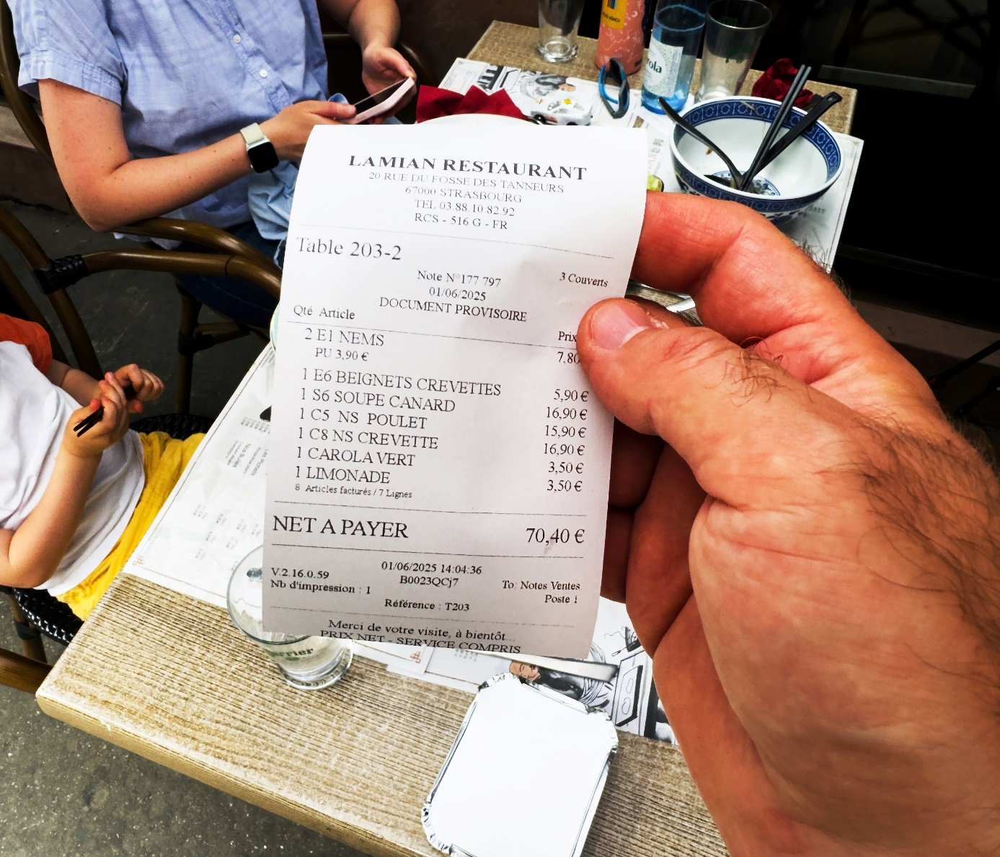 LAMIAN RESTAURANT
20 RUE DU FOSSE DES TANNEURS
67000 STRASBOURG
TEL 03.88.10 82.92
RCS - 516 G - FR
Table 203-2
Note N°177 797 3 Couverts
01/06/2025
DOCUMENT PROVISOIRE
Qté Article Prix
2 E1 NEMS 7,80
PU 3,90 €
1 E6 BEIGNETS CREVETTES 5,90 €
1 S6 SOUPE CANARD 16,90 €
1 C5 NS POULET 15,90 €
1 C8 NS CREVETTE 16,90 €
1 CAROLA VERT 3,50 €
1 LIMONADE 3,50 €
8 Articles facturés / 7 Lignes
NET A PAYER 70,40 €
01/06/2025 14:04:36
V.2.16.0.59 B0023QCj7 To: Notes Ventes
Nb d'impression : 1 Poste 1
Référence : T203
Merci de votre visite, à bientôt...
PRIX NET - SERVICE COMPRIS